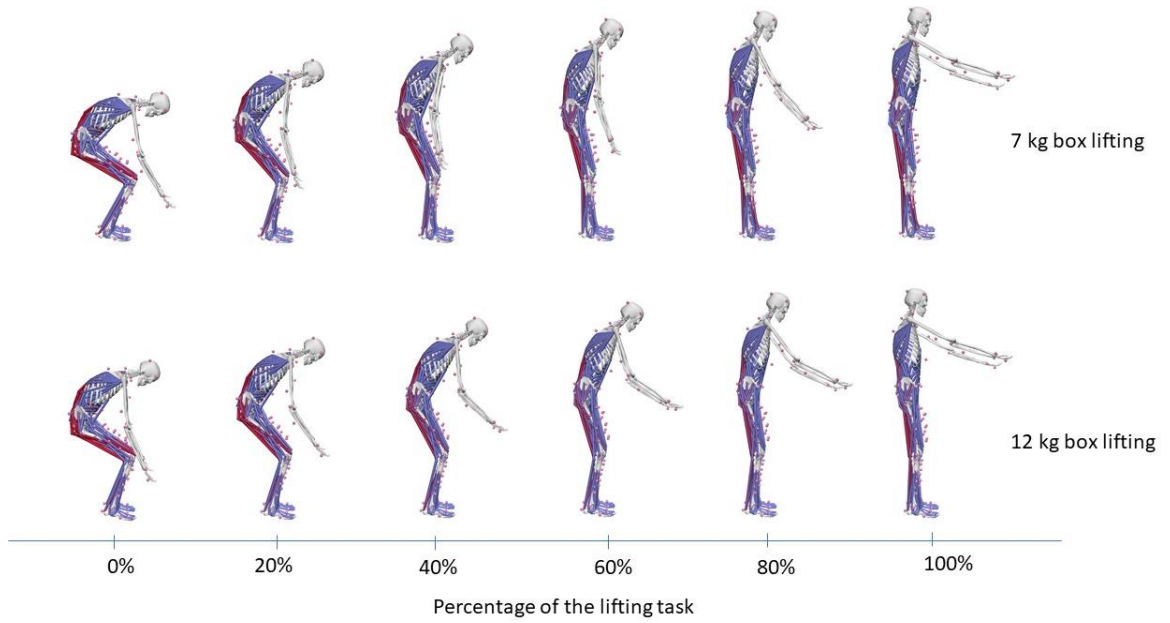 7 kg box lifting
12 kg box lifting
0% 20% 40% 60% 80% 100%
Percentage of the lifting task